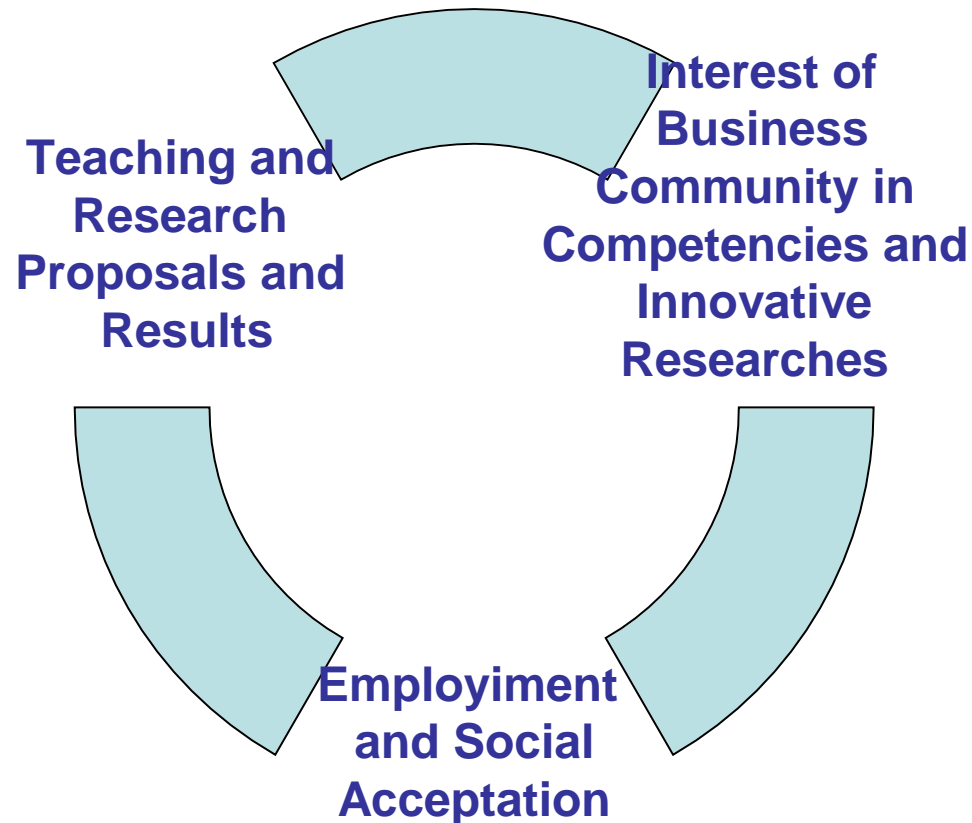 Teaching and
Research
Proposals and
Results
Interest of
Business
Community in
Competencies and
Innovative
Researches
Employiment
and Social
Acceptation